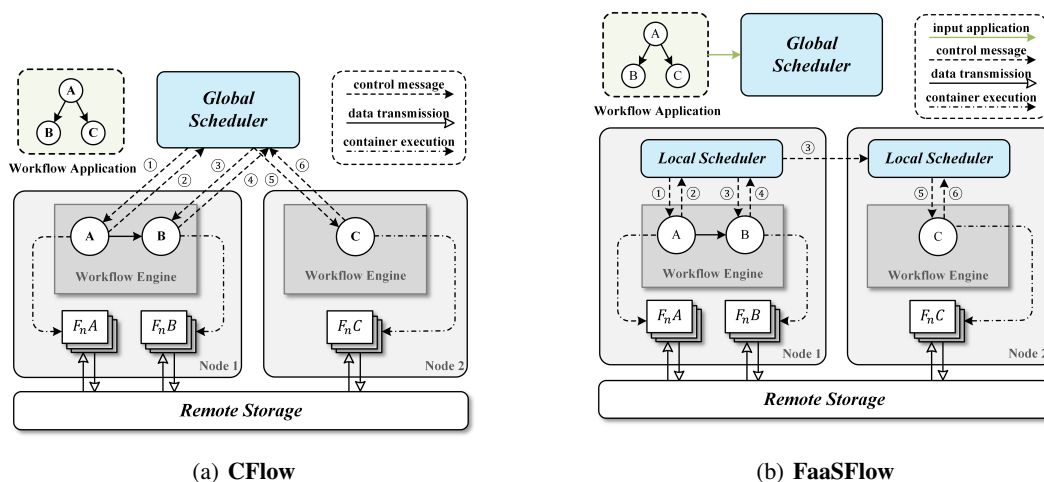 A
B
C
Workflow Application
Global
Scheduler
control message
data transmission
container execution
①
②
③
④
⑤
⑥
A
B
Workflow Engine
F_nA
F_nB
Node 1
C
Workflow Engine
F_nC
Node 2
Remote Storage
(a) CFlow
A
B
C
Workflow Application
Global
Scheduler
input application
control message
data transmission
container execution
Local Scheduler
③
Local Scheduler
①
②
③
④
⑤
⑥
A
B
Workflow Engine
F_nA
F_nB
Node 1
C
Workflow Engine
F_nC
Node 2
Remote Storage
(b) FaaSFlow